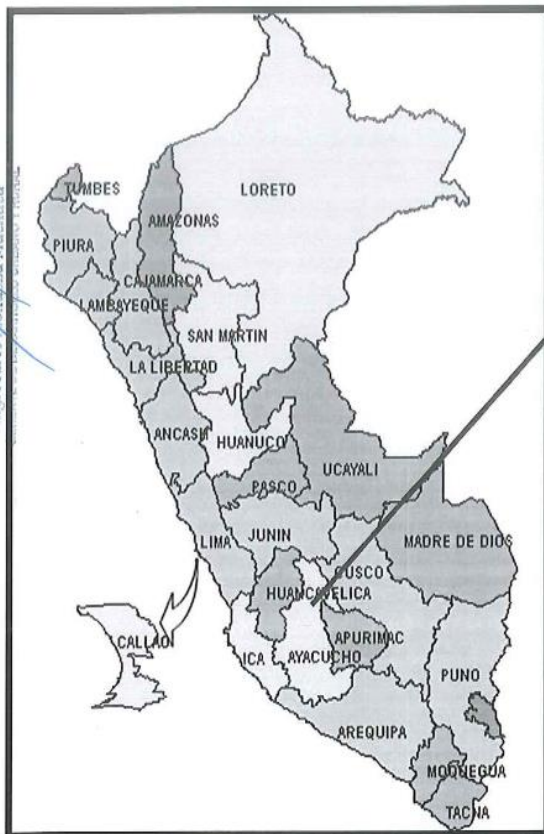 LORETO
TUMBES
AMAZONAS
PIURA
CAJAMARCA
LAMBAYEQUE
SAN MARTIN
LA LIBERTAD
ANCASH
HUANUCO
UCAYALI
PASCO
LIMA
JUNIN
MADRE DE DIOS
CUSCO
HUANCAVELICA
CALLAO
APURIMAC
ICA
AYACUCHO
PUNO
AREQUIPA
MOQUEGUA
TACNA